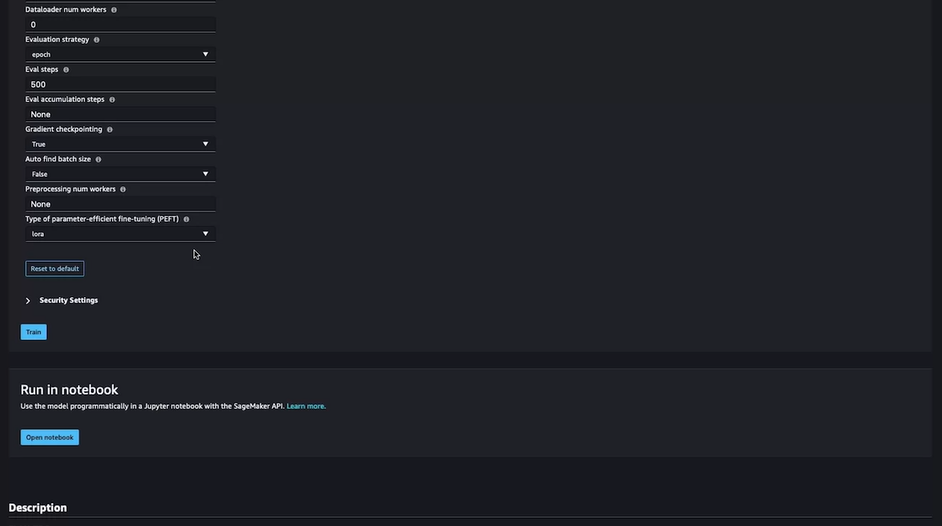 Dataloader num workers
0
Evaluation strategy
epoch
Eval steps
500
Eval accumulation steps
None
Gradient checkpointing
True
Auto find batch size
False
Preprocessing num workers
None
Type of parameter-efficient fine-tuning (PEFT)
lora
Reset to default
Security Settings
Train
Run in notebook
Use the model programmatically in a Jupyter notebook with the SageMaker API. Learn more.
Open notebook
Description